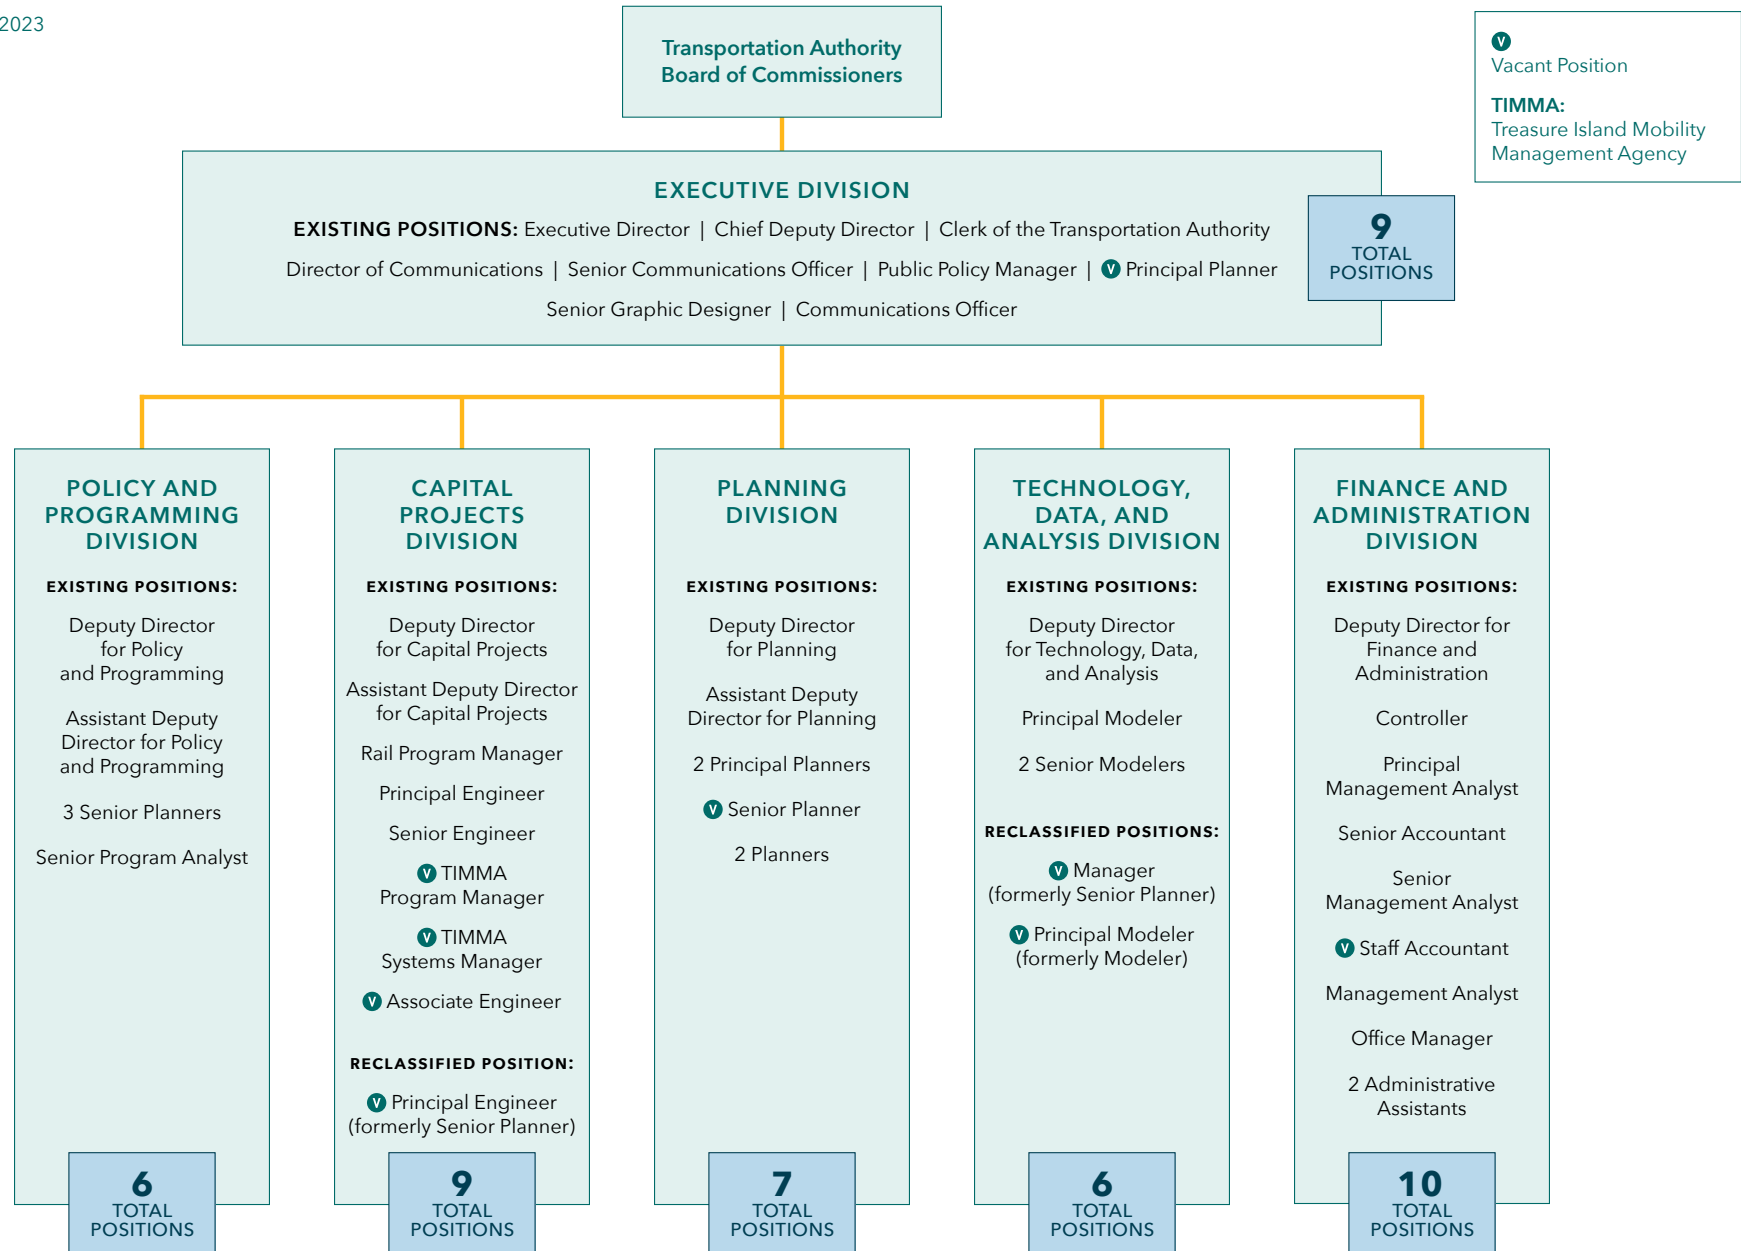 2023
Transportation Authority
Board of Commissioners
V
Vacant Position
TIMMA:
Treasure Island Mobility
Management Agency
EXECUTIVE DIVISION
EXISTING POSITIONS: Executive Director | Chief Deputy Director | Clerk of the Transportation Authority
Director of Communications | Senior Communications Officer | Public Policy Manager | V Principal Planner
Senior Graphic Designer | Communications Officer
9
TOTAL
POSITIONS
POLICY AND
PROGRAMMING
DIVISION
EXISTING POSITIONS:
Deputy Director
for Policy
and Programming
Assistant Deputy
Director for Policy
and Programming
3 Senior Planners
Senior Program Analyst
6
TOTAL
POSITIONS
CAPITAL
PROJECTS
DIVISION
EXISTING POSITIONS:
Deputy Director
for Capital Projects
Assistant Deputy Director
for Capital Projects
Rail Program Manager
Principal Engineer
Senior Engineer
V TIMMA
Program Manager
V TIMMA
Systems Manager
V Associate Engineer
RECLASSIFIED POSITION:
V Principal Engineer
(formerly Senior Planner)
9
TOTAL
POSITIONS
PLANNING
DIVISION
EXISTING POSITIONS:
Deputy Director
for Planning
Assistant Deputy
Director for Planning
2 Principal Planners
V Senior Planner
2 Planners
7
TOTAL
POSITIONS
TECHNOLOGY,
DATA, AND
ANALYSIS DIVISION
EXISTING POSITIONS:
Deputy Director
for Technology, Data,
and Analysis
Principal Modeler
2 Senior Modelers
RECLASSIFIED POSITIONS:
V Manager
(formerly Senior Planner)
V Principal Modeler
(formerly Modeler)
6
TOTAL
POSITIONS
FINANCE AND
ADMINISTRATION
DIVISION
EXISTING POSITIONS:
Deputy Director for
Finance and
Administration
Controller
Principal
Management Analyst
Senior Accountant
Senior
Management Analyst
V Staff Accountant
Management Analyst
Office Manager
2 Administrative
Assistants
10
TOTAL
POSITIONS